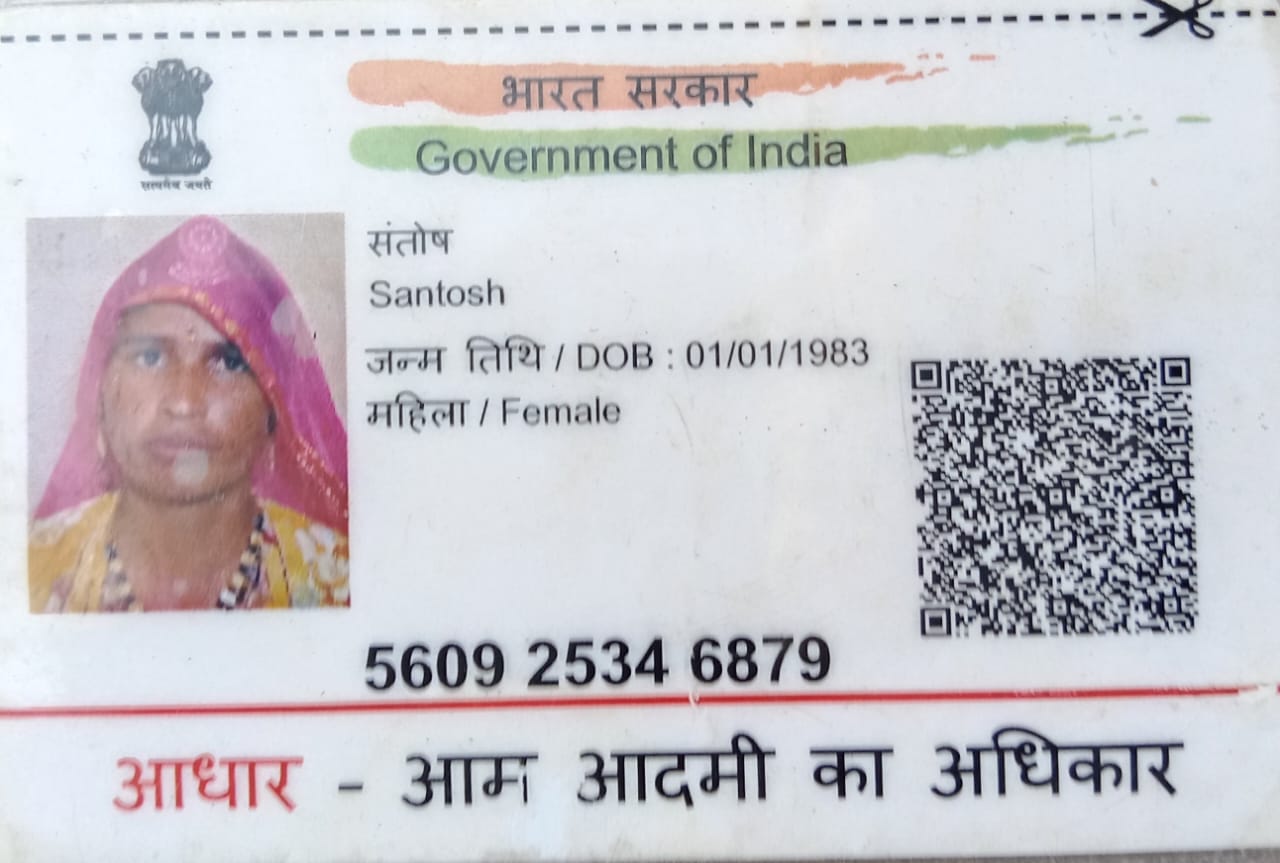 भारत सरकार
Government of India
सत्यमेव जयते
संतोष
Santosh
जन्म तिथि / DOB : 01/01/1983
महिला / Female
5609 2534 6879
आधार - आम आदमी का अधिकार